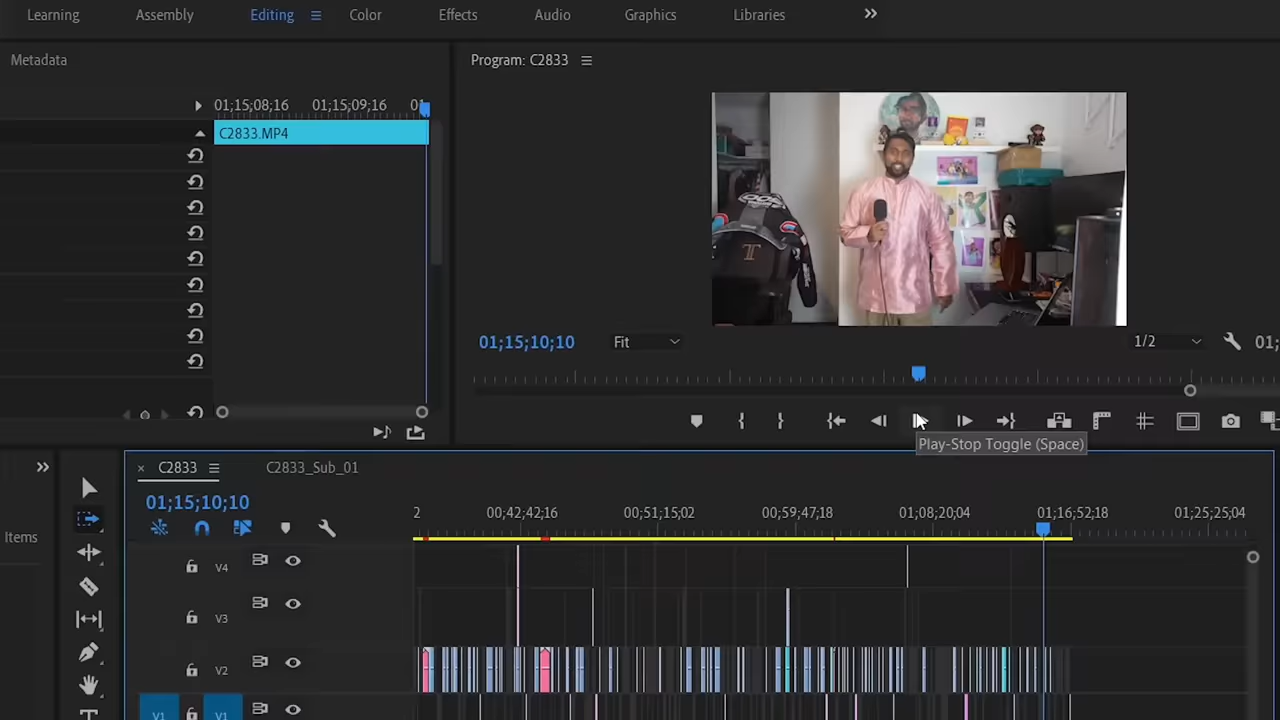 Learning Assembly Editing Color Effects Audio Graphics Libraries
Metadata
Program: C2833
01;15;08;16 01;15;09;16
C2833.MP4
01;15;10;10 Fit 1/2 01;
Play-Stop Toggle (Space)
× C2833 C2833_Sub_01
01;15;10;10
2 00;42;42;16 00;51;15;02 00;59;47;18 01;08;20;04 01;16;52;18 01;25;25;04
Items
V4
V3
V2
V1 V1